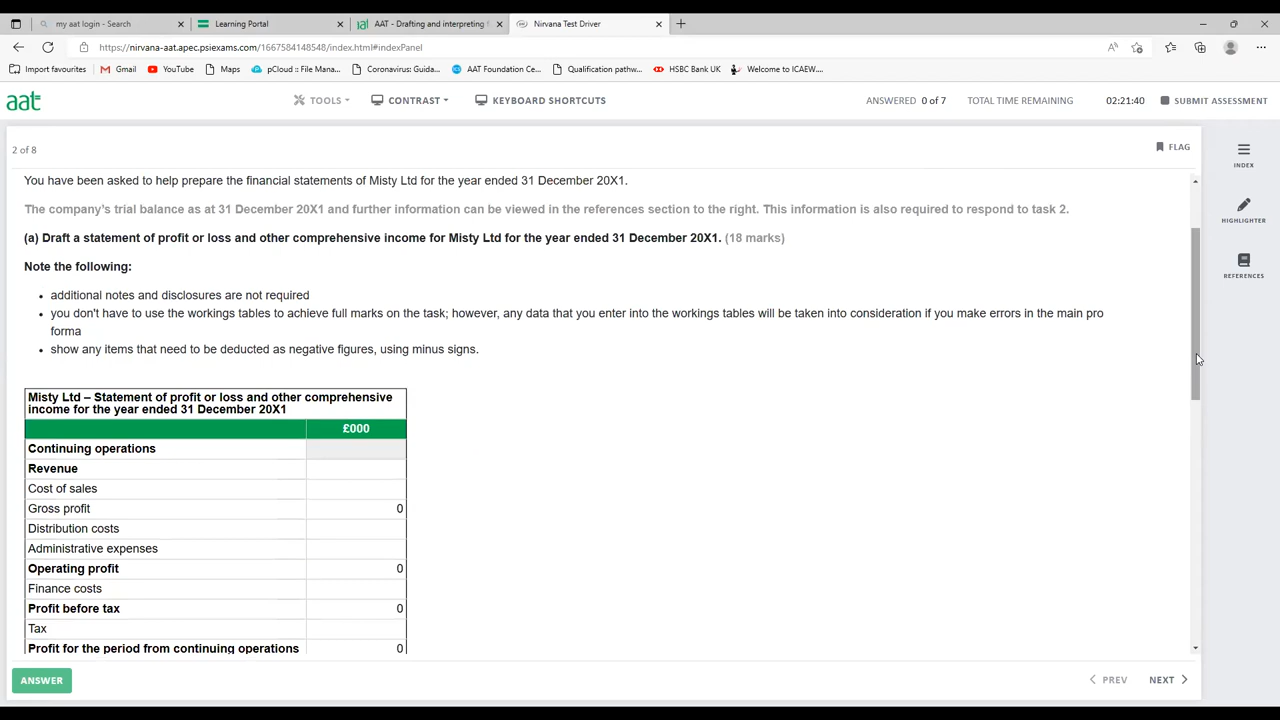 my aat login - Search
Learning Portal
aat AAT - Drafting and interpreting f
Nirvana Test Driver
https://nirvana-aat.apec.psiexams.com/1667584148548/index.html#indexPanel
Import favourites
Gmail
YouTube
Maps
pCloud :: File Mana...
Coronavirus: Guida...
AAT Foundation Ce...
Qualification pathw...
HSBC Bank UK
Welcome to ICAEW....
aat
TOOLS
CONTRAST
KEYBOARD SHORTCUTS
ANSWERED 0 of 7
TOTAL TIME REMAINING 02:21:40
SUBMIT ASSESSMENT
2 of 8
FLAG
INDEX
HIGHLIGHTER
REFERENCES
You have been asked to help prepare the financial statements of Misty Ltd for the year ended 31 December 20X1.
The company's trial balance as at 31 December 20X1 and further information can be viewed in the references section to the right. This information is also required to respond to task 2.
(a) Draft a statement of profit or loss and other comprehensive income for Misty Ltd for the year ended 31 December 20X1. (18 marks)
Note the following:
• additional notes and disclosures are not required
• you don't have to use the workings tables to achieve full marks on the task; however, any data that you enter into the workings tables will be taken into consideration if you make errors in the main pro
forma
• show any items that need to be deducted as negative figures, using minus signs.
Misty Ltd – Statement of profit or loss and other comprehensive
income for the year ended 31 December 20X1
£000
Continuing operations
Revenue
Cost of sales
Gross profit 0
Distribution costs
Administrative expenses
Operating profit 0
Finance costs
Profit before tax 0
Tax
Profit for the period from continuing operations 0
ANSWER
PREV
NEXT